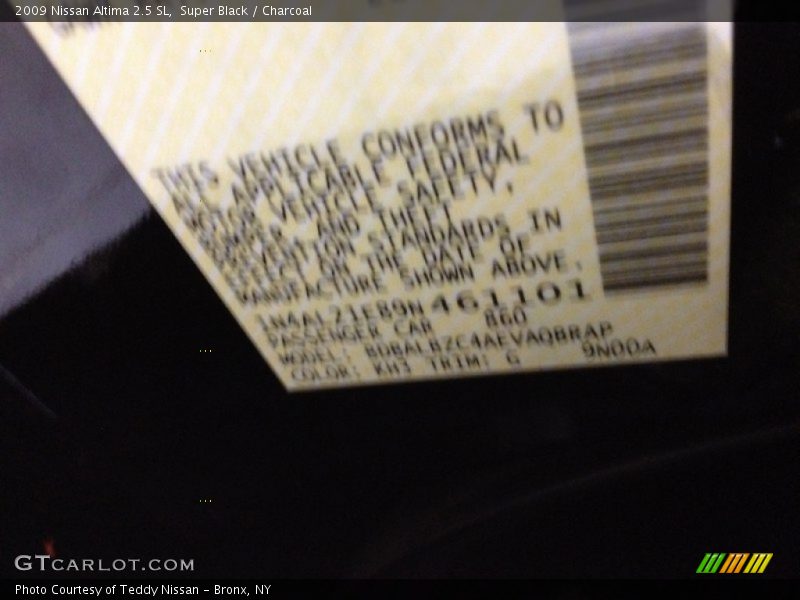 2009 Nissan Altima 2.5 SL, Super Black / Charcoal
THIS VEHICLE CONFORMS TO
ALL APPLICABLE FEDERAL
MOTOR VEHICLE SAFETY,
BUMPER AND THEFT
PREVENTION STANDARDS IN
EFFECT ON THE DATE OF
MANUFACTURE SHOWN ABOVE.
1N4AL21E89N461101
PASSENGER CAR 860
MODEL: BDBALBZC4AEVAQBRAP
COLOR: KH3 TRIM: G 9N00A
GTCARLOT.COM
Photo Courtesy of Teddy Nissan - Bronx, NY